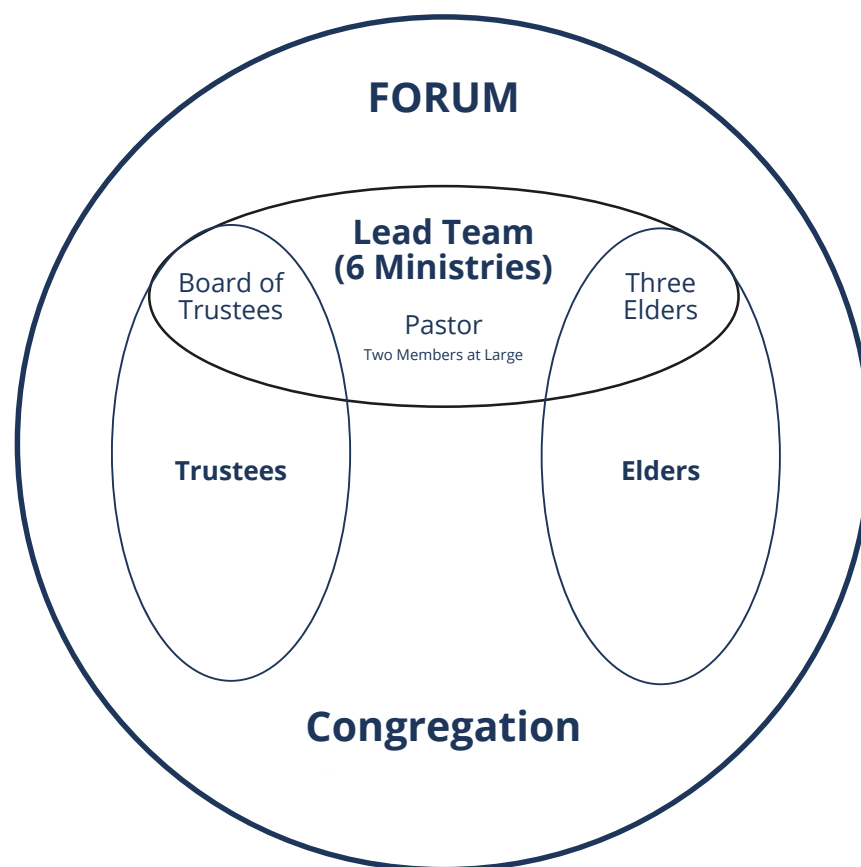 FORUM
Lead Team
(6 Ministries)
Board of
Trustees
Three
Elders
Pastor
Two Members at Large
Trustees
Elders
Congregation